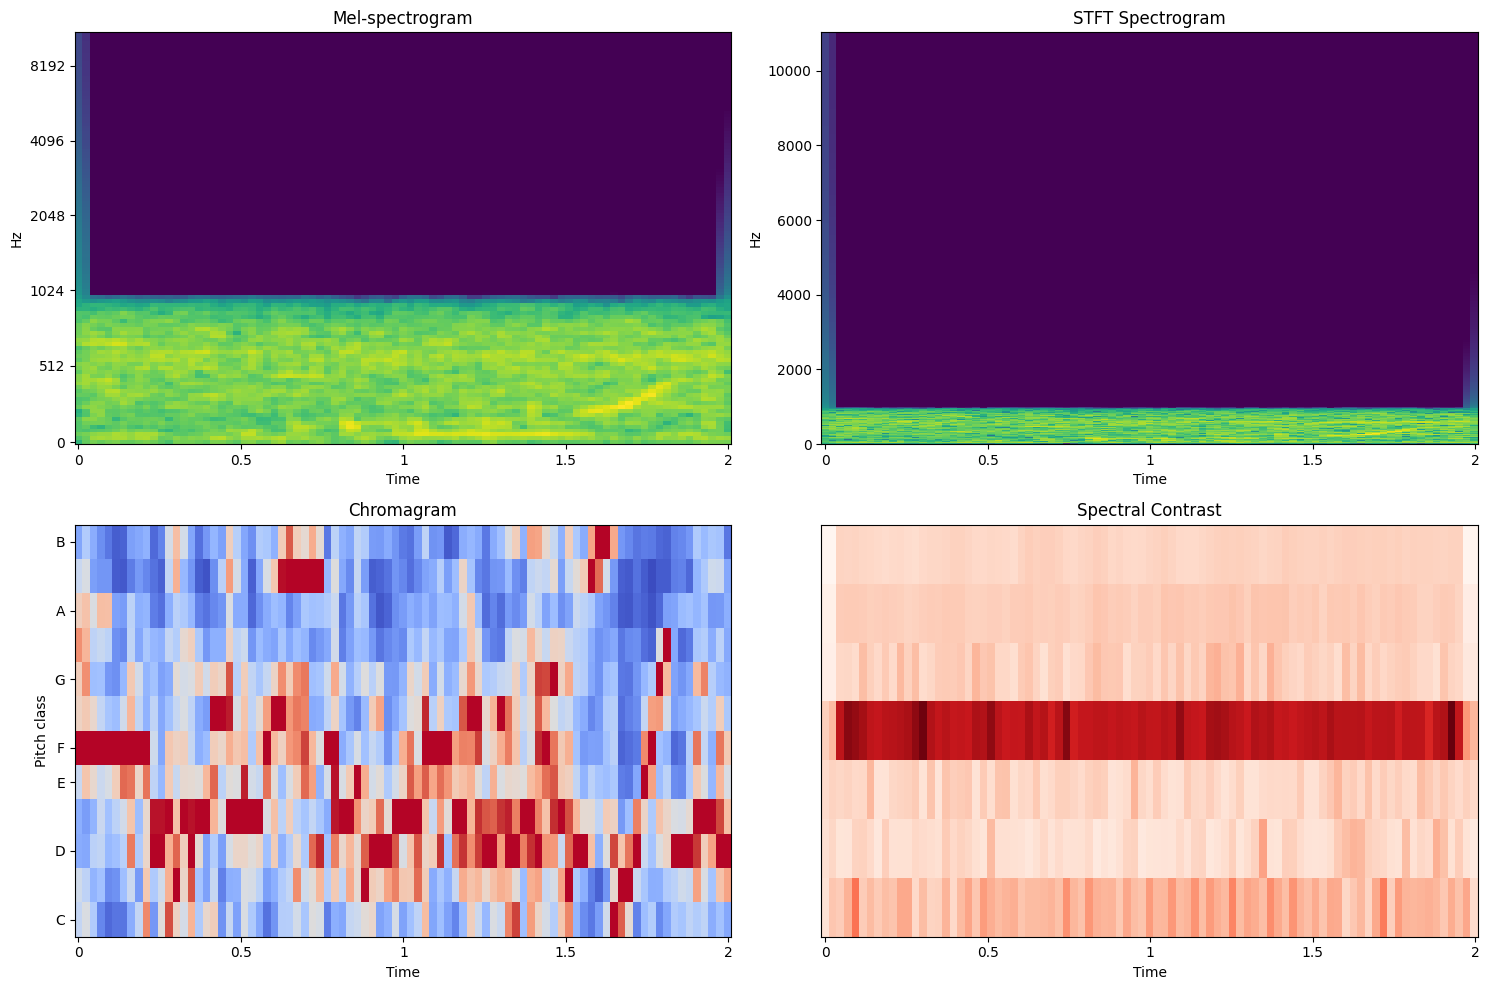 Mel-spectrogram
Hz
8192
4096
2048
1024
512
0
0 0.5 1 1.5 2
Time
STFT Spectrogram
Hz
10000
8000
6000
4000
2000
0
0 0.5 1 1.5 2
Time
Chromagram
Pitch class
B
A
G
F
E
D
C
0 0.5 1 1.5 2
Time
Spectral Contrast
0 0.5 1 1.5 2
Time